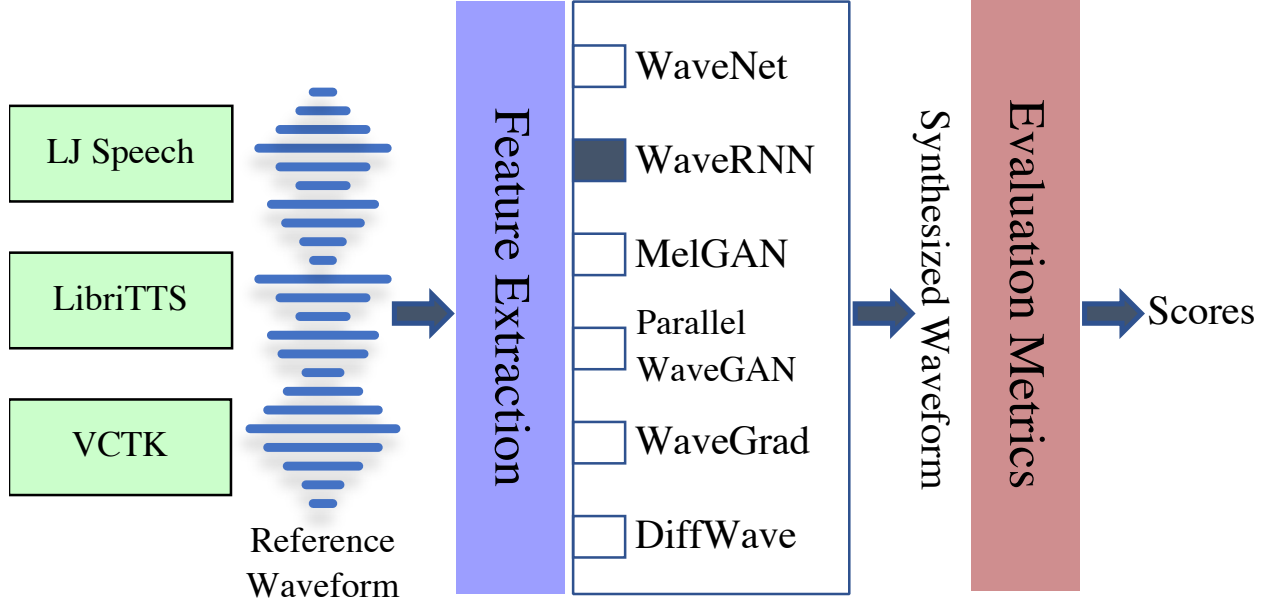 LJ Speech
LibriTTS
VCTK
Reference
Waveform
Feature Extraction
WaveNet
WaveRNN
MelGAN
Parallel
WaveGAN
WaveGrad
DiffWave
Synthesized Waveform
Evaluation Metrics
Scores